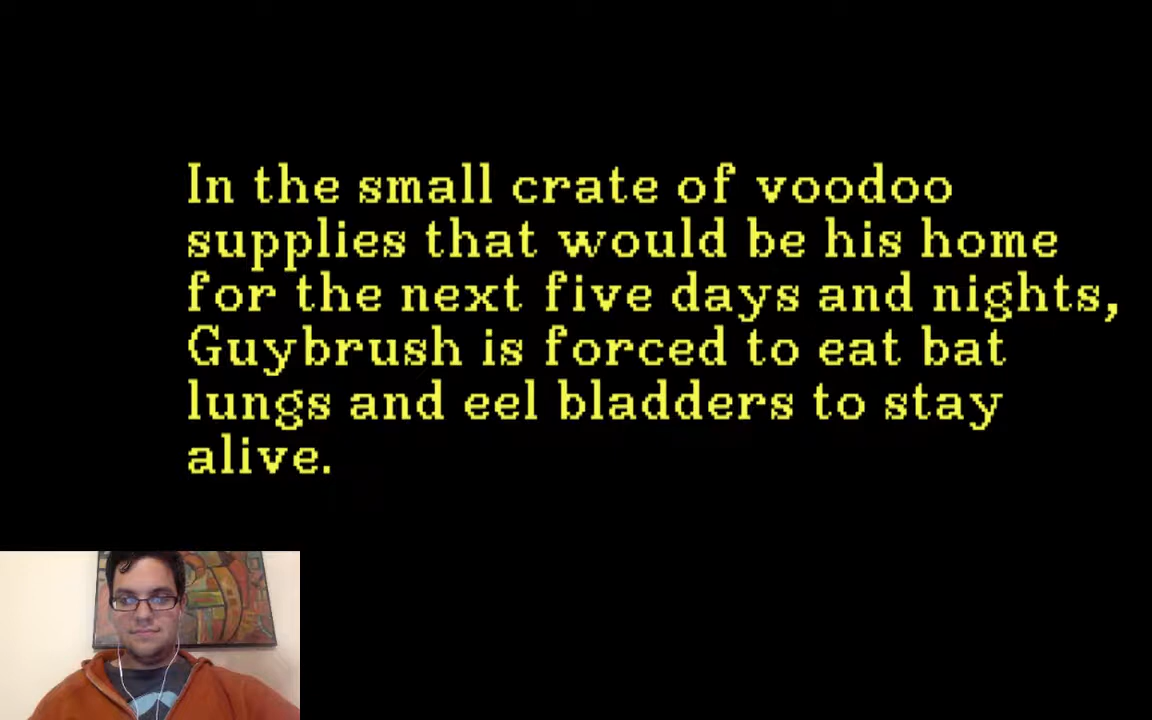 In the small crate of voodoo
supplies that would be his home
for the next five days and nights,
Guybrush is forced to eat bat
lungs and eel bladders to stay
alive.